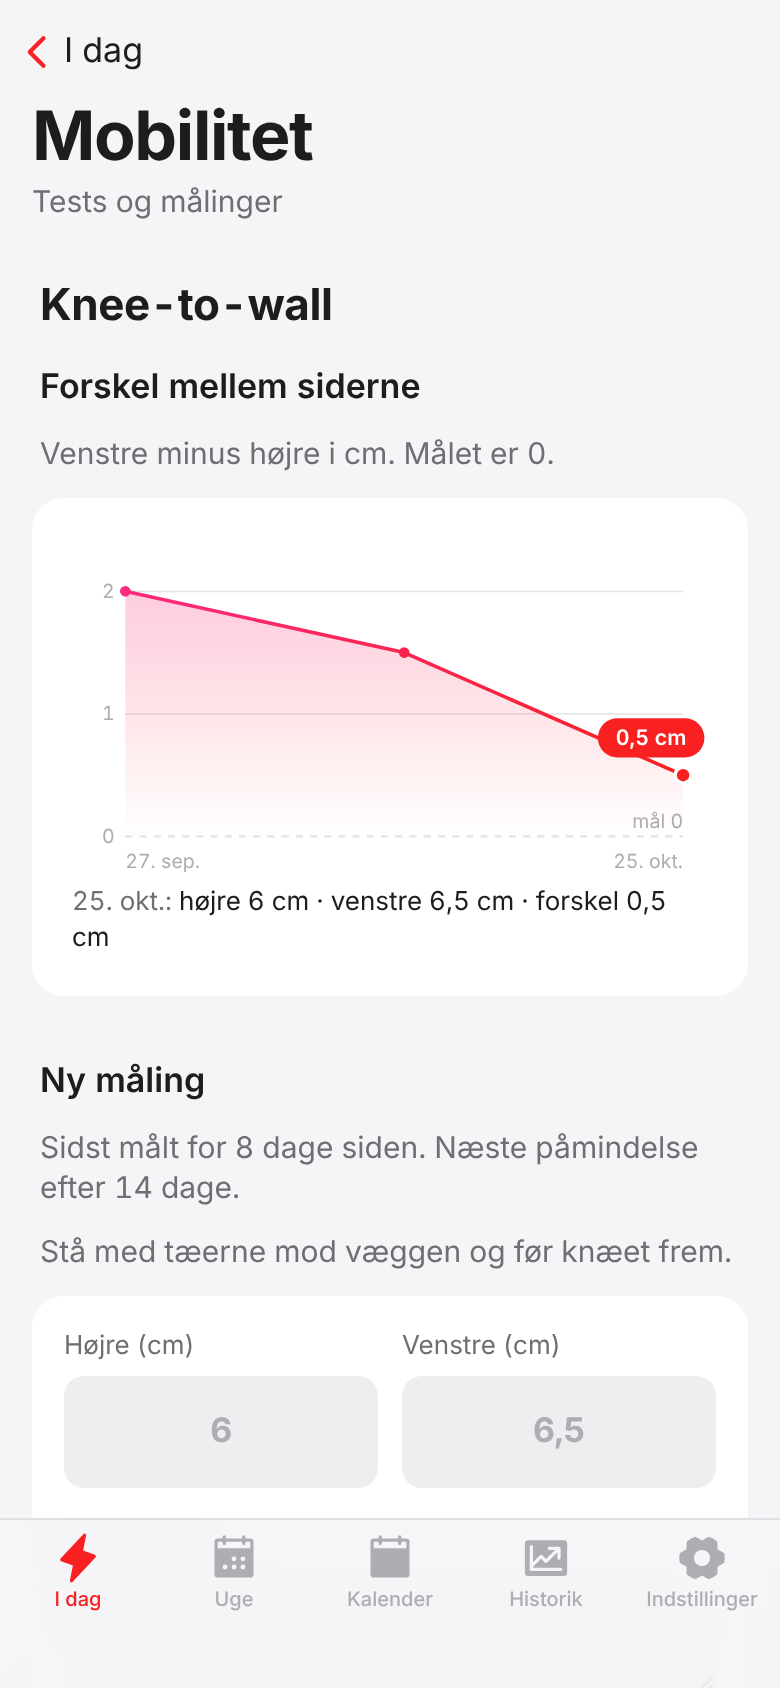 I dag
Mobilitet
Tests og målinger
Knee-to-wall
Forskel mellem siderne
Venstre minus højre i cm. Målet er 0.
2
1
0,5 cm
mål 0
0
27. sep.
25. okt.
25. okt.: højre 6 cm · venstre 6,5 cm · forskel 0,5
cm
Ny måling
Sidst målt for 8 dage siden. Næste påmindelse
efter 14 dage.
Stå med tæerne mod væggen og før knæet frem.
Højre (cm)
Venstre (cm)
6
6,5
I dag
Uge
Kalender
Historik
Indstillinger